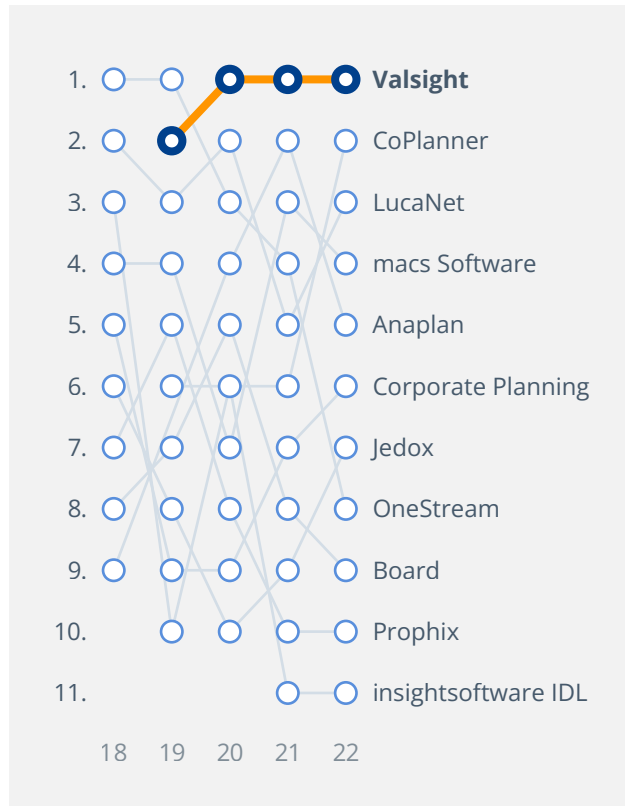 1. Valsight
2. CoPlanner
3. LucaNet
4. macs Software
5. Anaplan
6. Corporate Planning
7. Jedox
8. OneStream
9. Board
10. Prophix
11. insightsoftware IDL
18 19 20 21 22